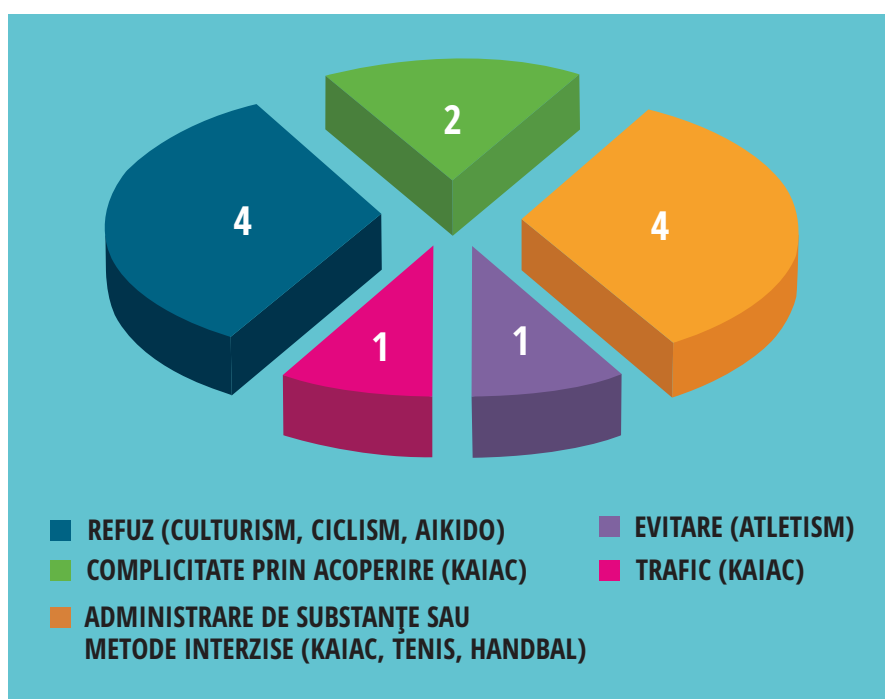 2
4
4
1
1
REFUZ (CULTURISM, CICLISM, AIKIDO)
COMPLICITATE PRIN ACOPERIRE (KAIAC)
ADMINISTRARE DE SUBSTANŢE SAU
METODE INTERZISE (KAIAC, TENIS, HANDBAL)
EVITARE (ATLETISM)
TRAFIC (KAIAC)